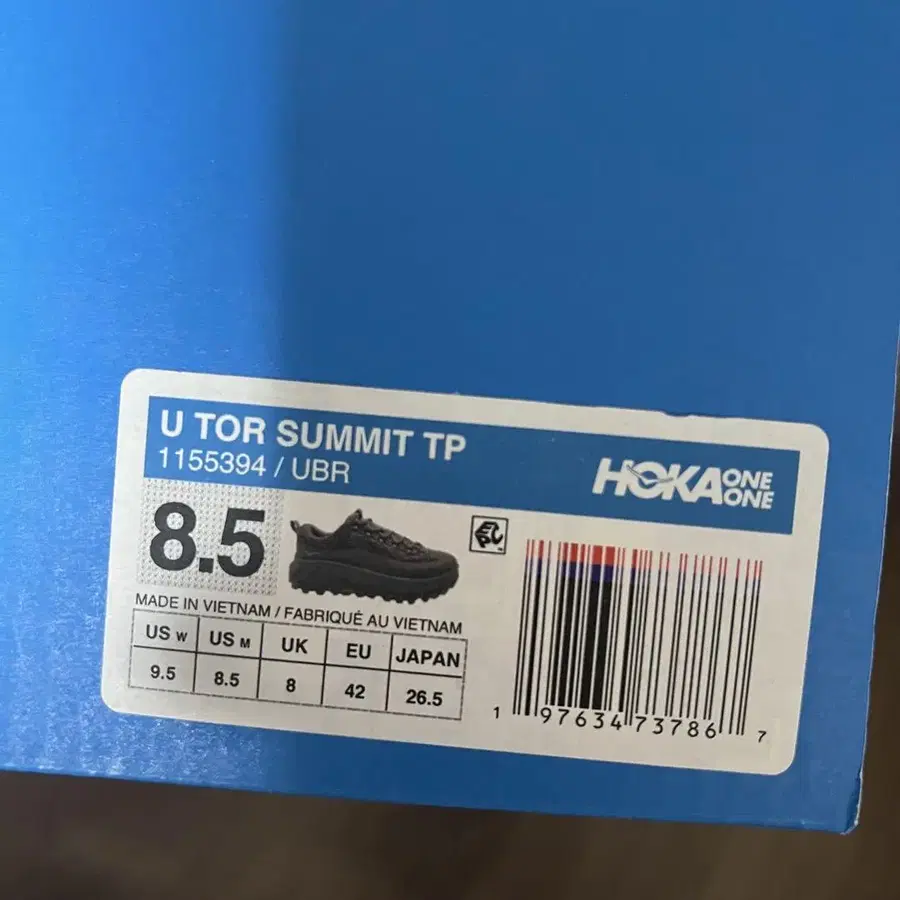 U TOR SUMMIT TP
1155394 / UBR
HOKA ONE ONE
8.5
MADE IN VIETNAM / FABRIQUÉ AU VIETNAM
US W US M UK EU JAPAN
9.5 8.5 8 42 26.5
1 97634 73786 7